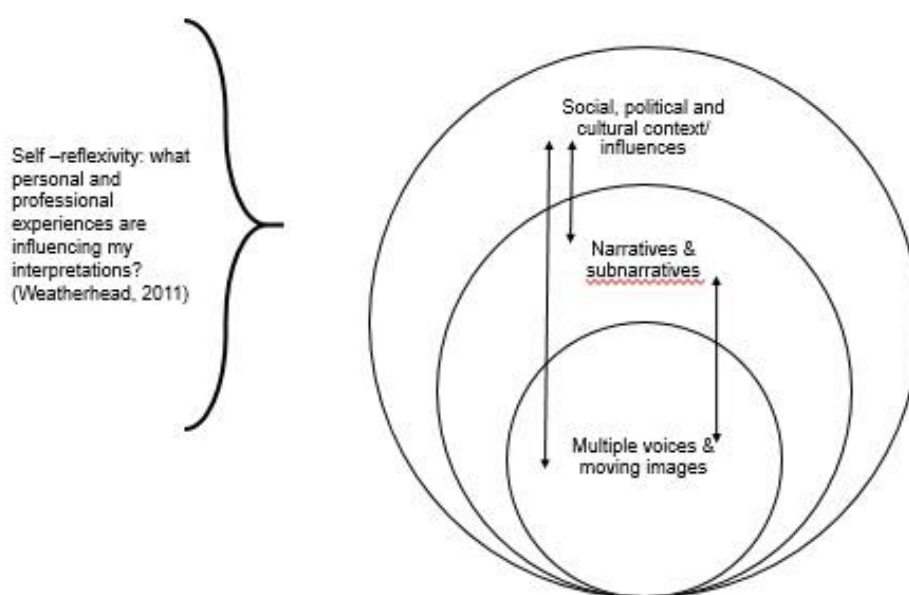 Self –reflexivity: what
personal and
professional
experiences are
influencing my
interpretations?
(Weatherhead, 2011)
Social, political and
cultural context/
influences
Narratives &
subnarratives
Multiple voices &
moving images